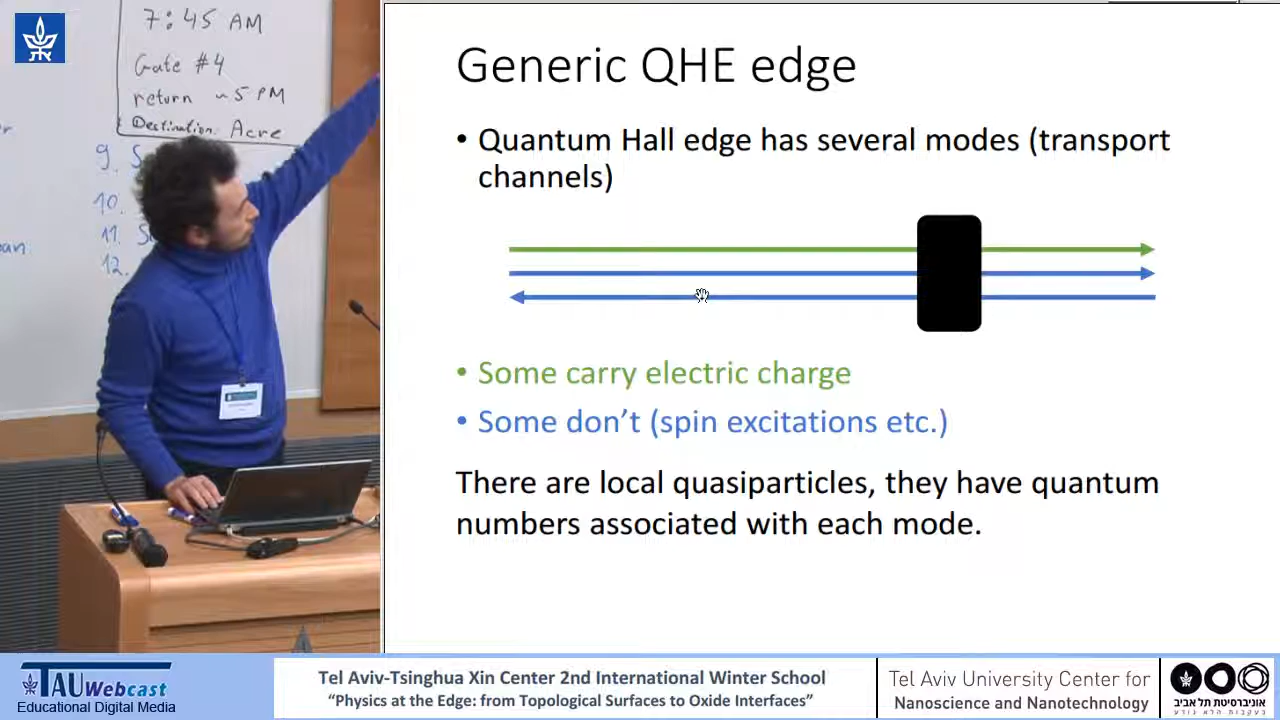 7:45 AM
Gate #4
return ~5 PM
Destination: Acre
9. S
10.
11. S
12.
Generic QHE edge
• Quantum Hall edge has several modes (transport
channels)
• Some carry electric charge
• Some don't (spin excitations etc.)
There are local quasiparticles, they have quantum
numbers associated with each mode.
TAU Webcast
Educational Digital Media
Tel Aviv-Tsinghua Xin Center 2nd International Winter School
“Physics at the Edge: from Topological Surfaces to Oxide Interfaces”
Tel Aviv University Center for
Nanoscience and Nanotechnology
אוניברסיטת תל אביב